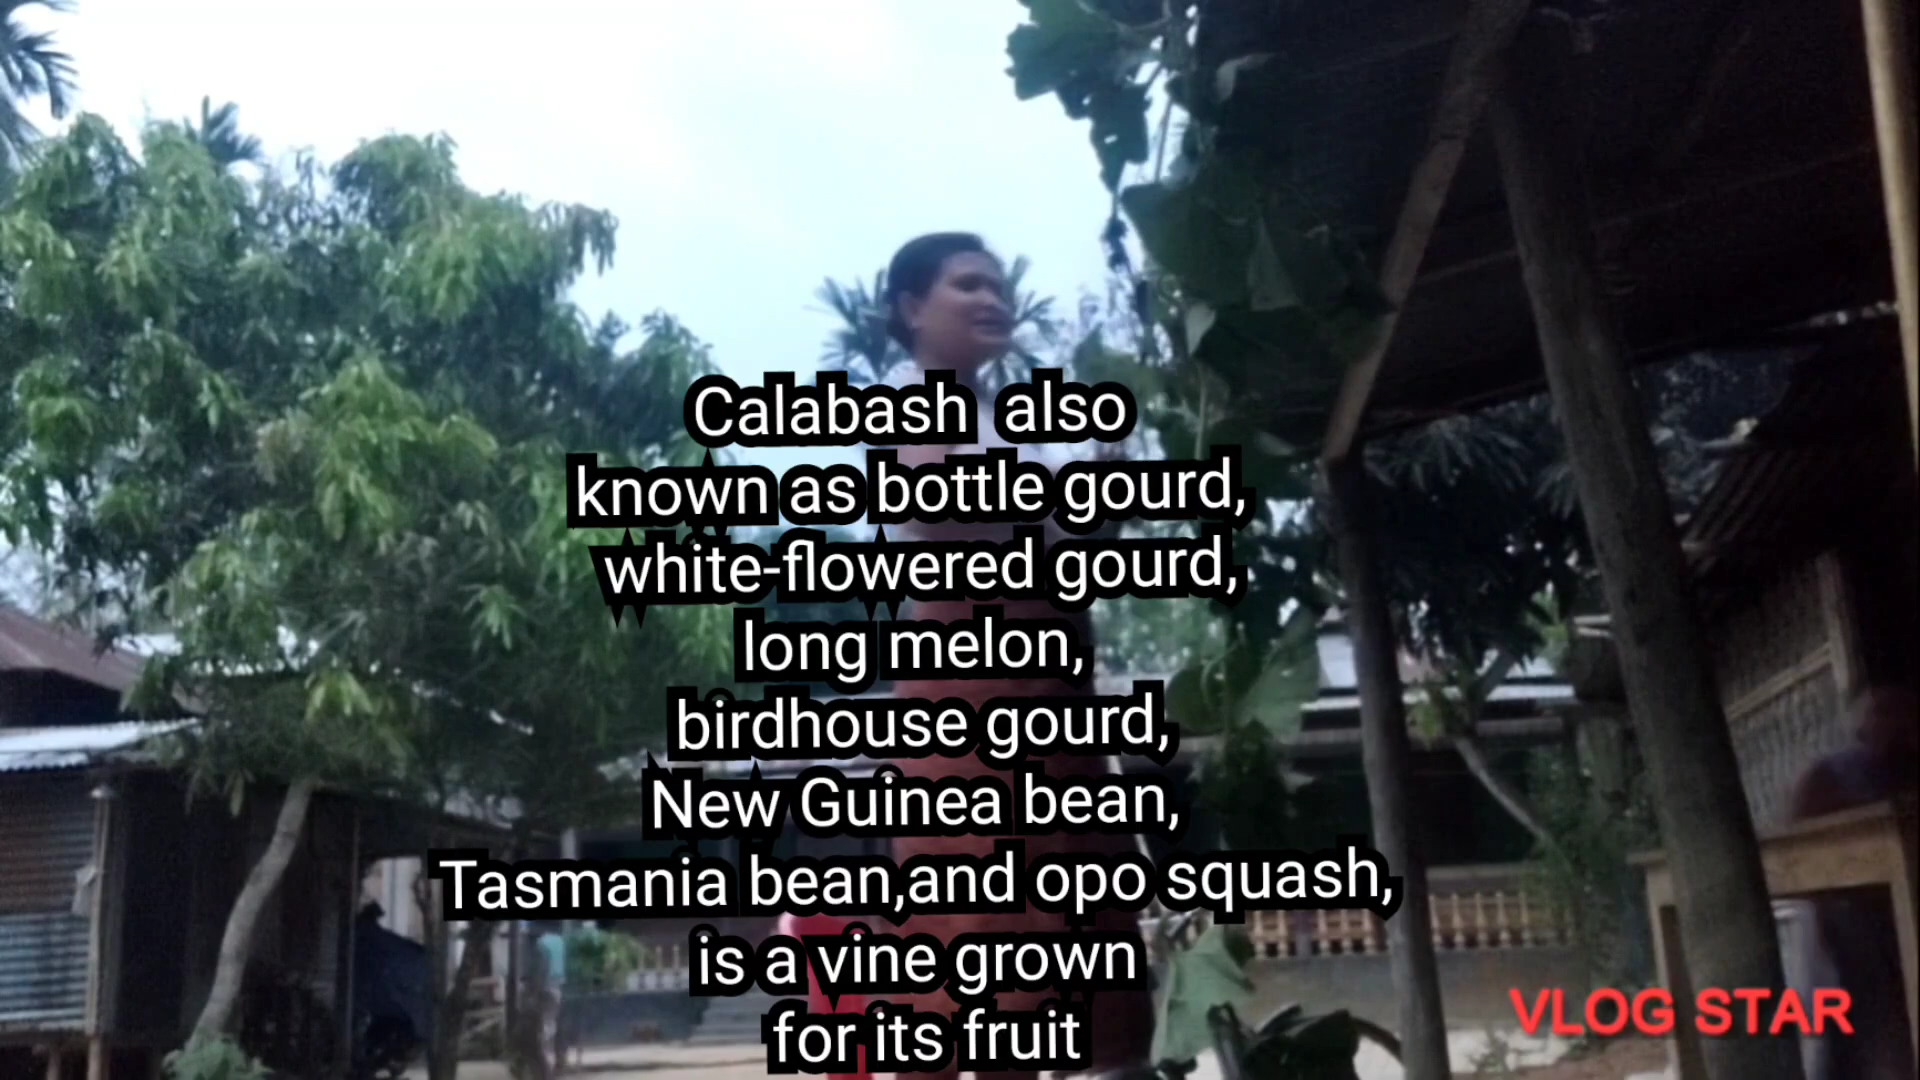 Calabash also
known as bottle gourd,
white-flowered gourd,
long melon,
birdhouse gourd,
New Guinea bean,
Tasmania bean,and opo squash,
is a vine grown
for its fruit
VLOG STAR